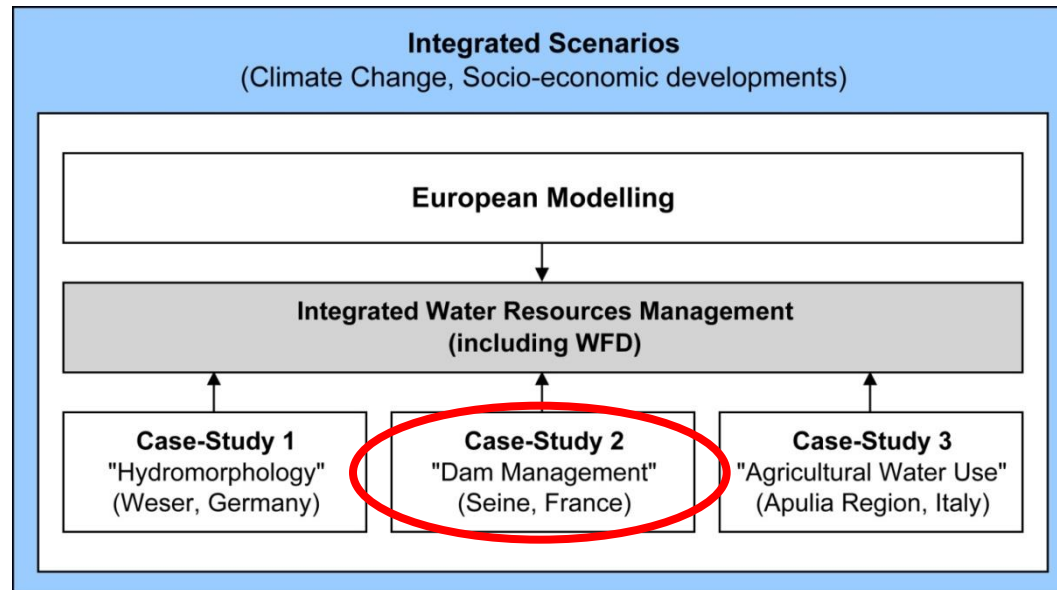 Integrated Scenarios
(Climate Change, Socio-economic developments)
European Modelling
Integrated Water Resources Management
(including WFD)
Case-Study 1
"Hydromorphology"
(Weser, Germany)
Case-Study 2
"Dam Management"
(Seine, France)
Case-Study 3
"Agricultural Water Use"
(Apulia Region, Italy)